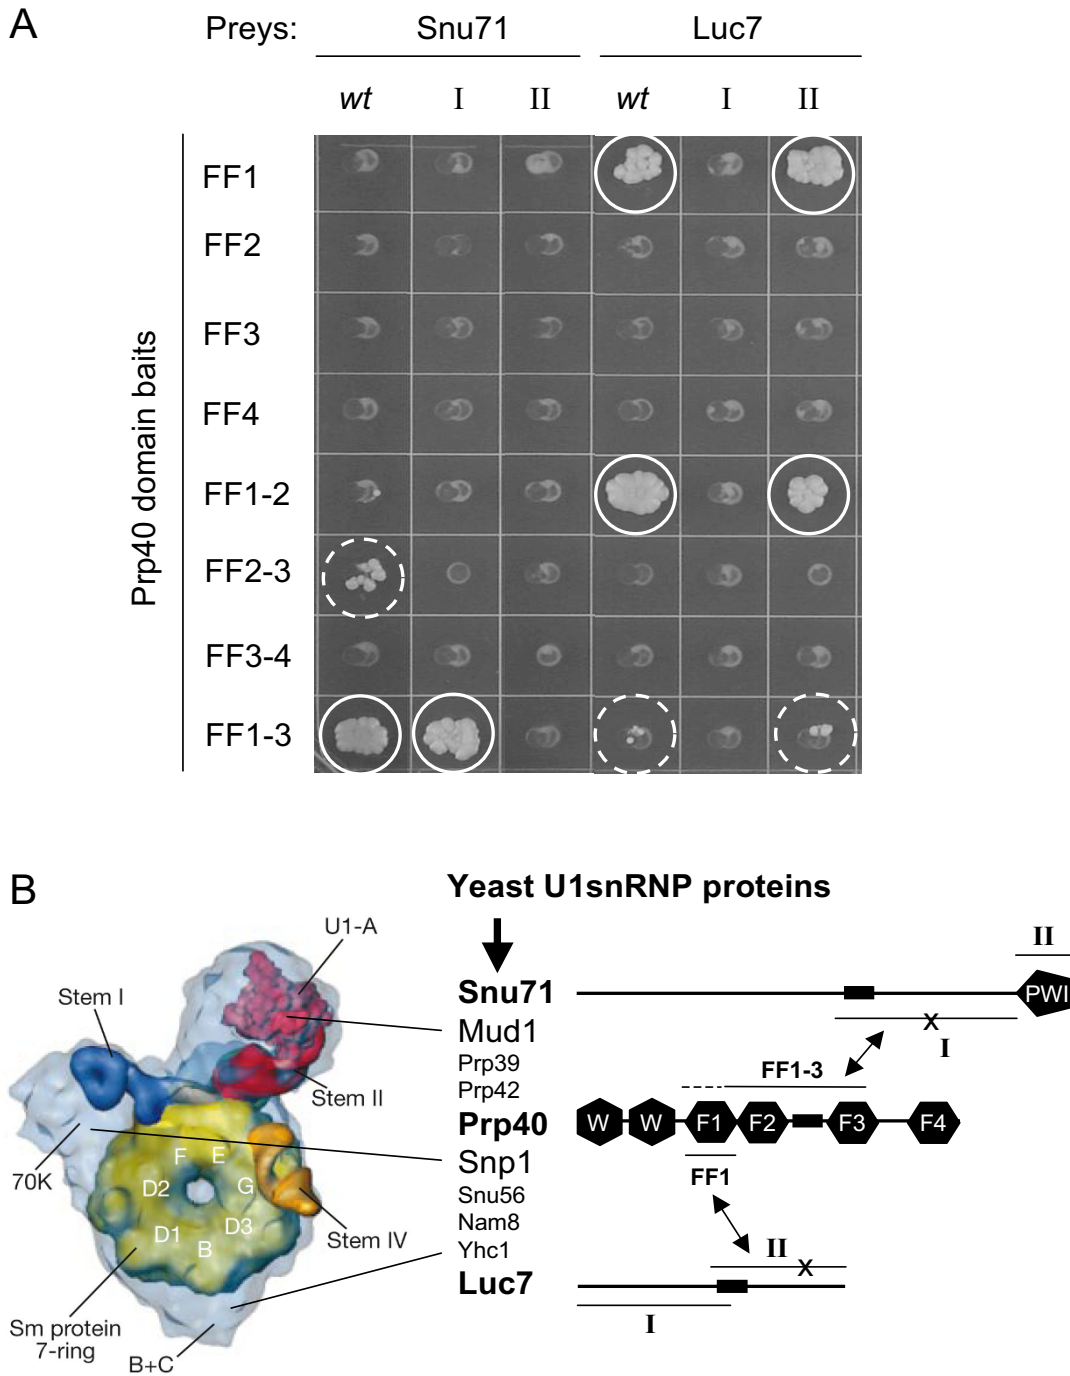 A
Preys: Snu71 Luc7
wt I II wt I II
Prp40 domain baits
FF1
FF2
FF3
FF4
FF1-2
FF2-3
FF3-4
FF1-3
B
Yeast U1snRNP proteins
U1-A
Stem I
Stem II
70K
F E
D2 G
D1 D3
B
Stem IV
Sm protein
7-ring
B+C
Snu71
Mud1
Prp39
Prp42
Prp40
Snp1
Snu56
Nam8
Yhc1
Luc7
II
PWI
X
I
FF1-3
W W F1 F2 F3 F4
FF1
II
X
I